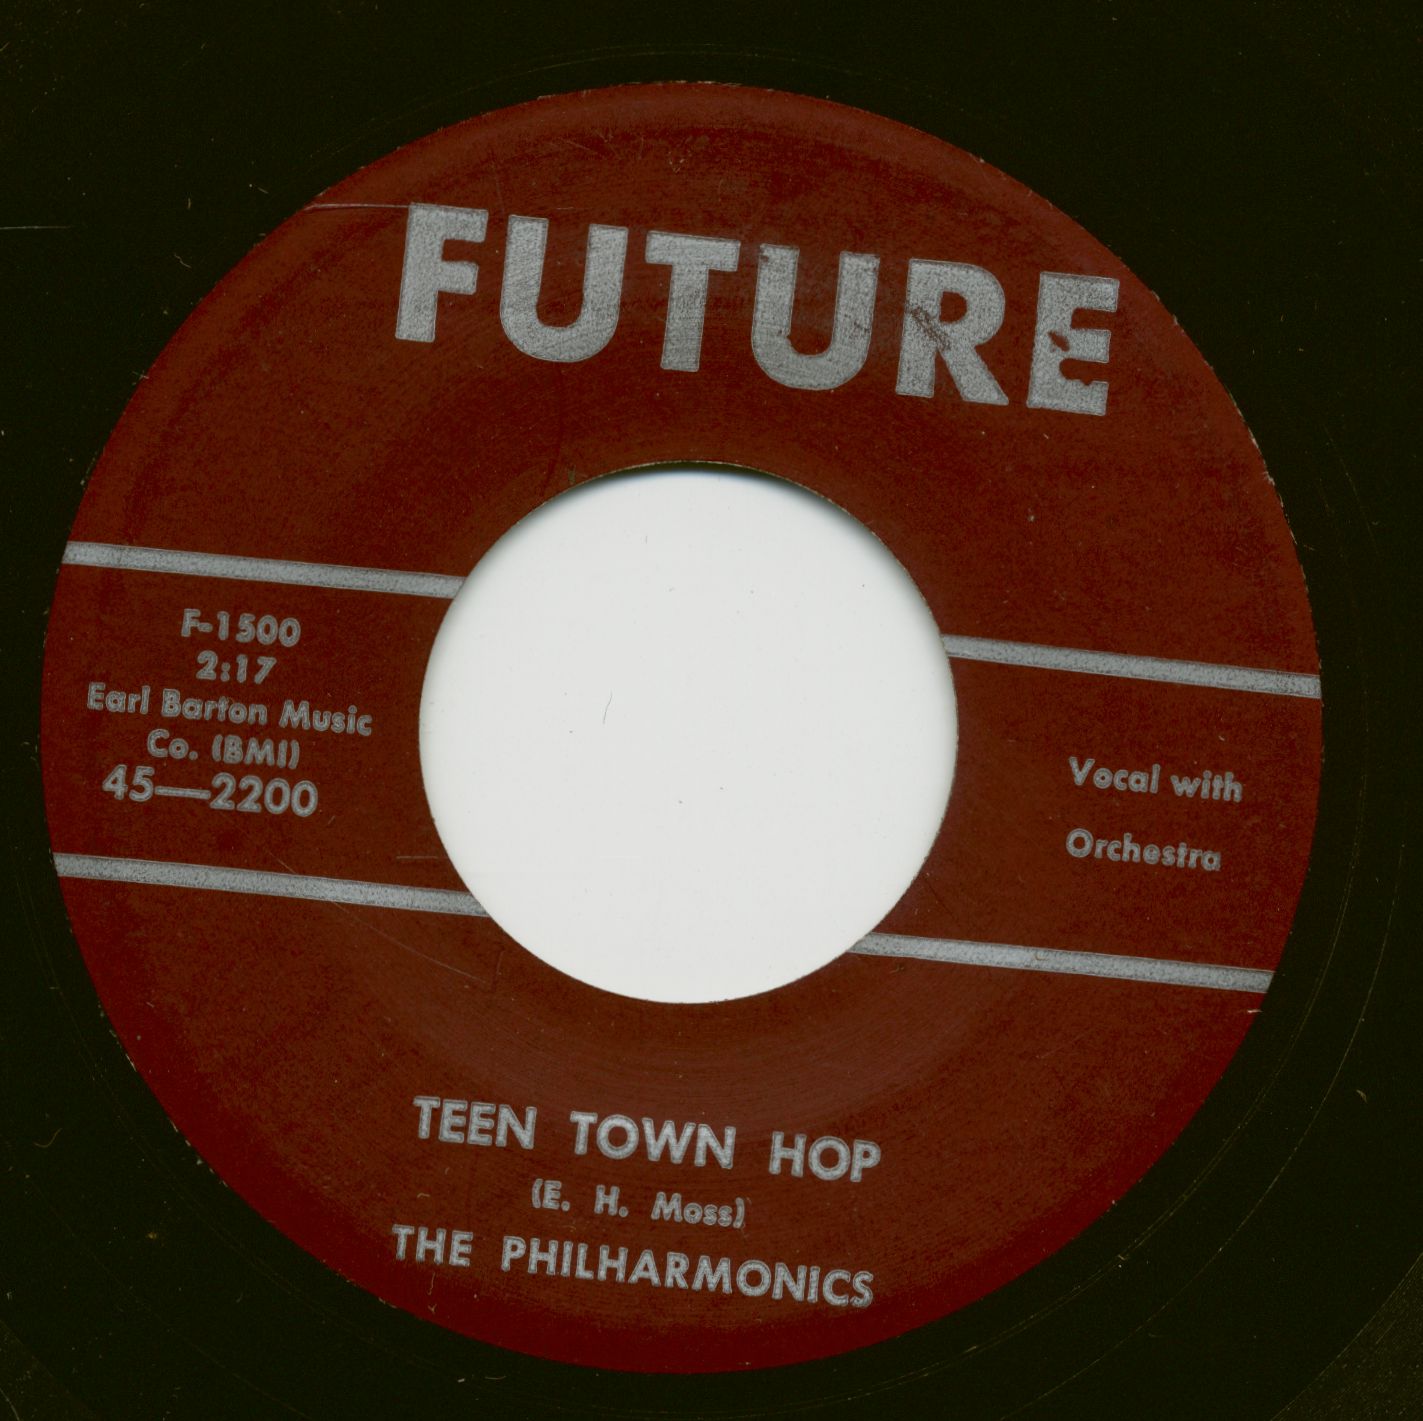 FUTURE
F-1500
2:17
Earl Barton Music
Co. (BMI)
45—2200
Vocal with
Orchestra
TEEN TOWN HOP
(E. H. Moss)
THE PHILHARMONICS